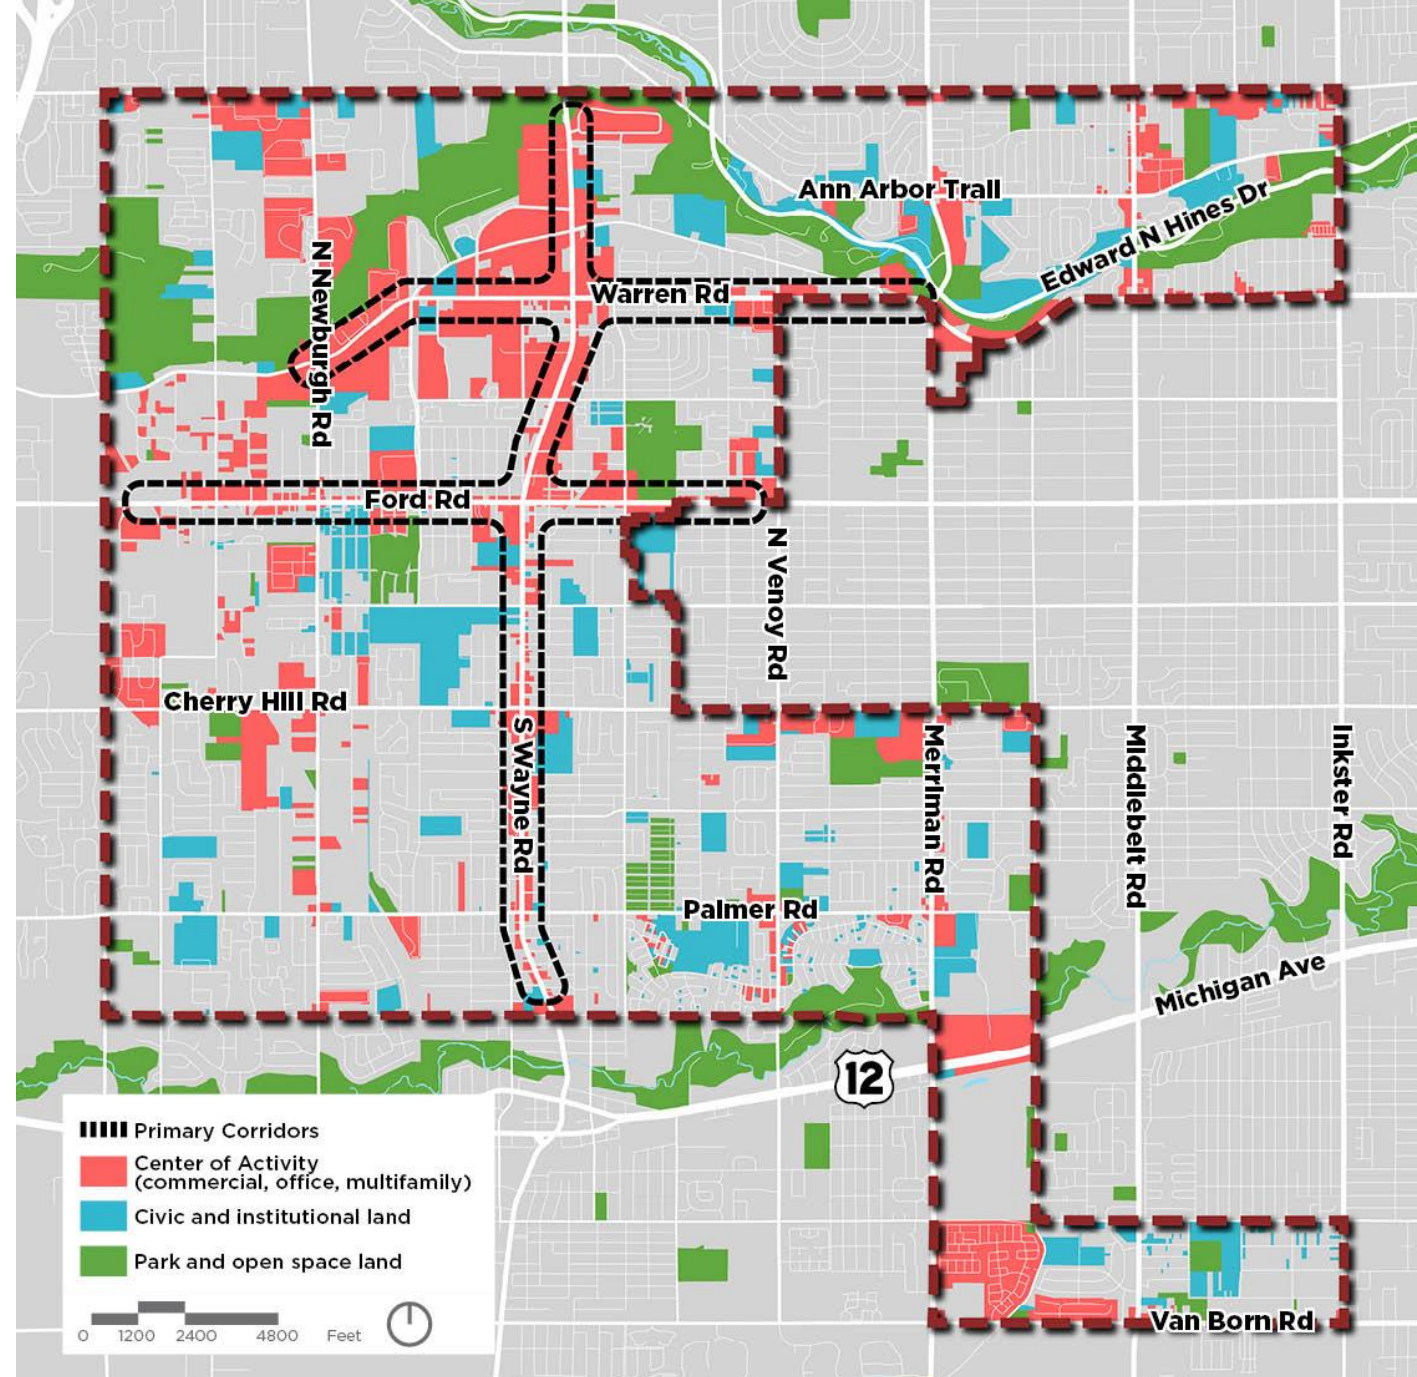 Ann Arbor Trail
Edward N Hines Dr
N Newburgh Rd
Warren Rd
Ford Rd
N Venoy Rd
Cherry Hill Rd
S Wayne Rd
Merriman Rd
Middlebelt Rd
Inkster Rd
Palmer Rd
Michigan Ave
12
Primary Corridors
Center of Activity
(commercial, office, multifamily)
Civic and institutional land
Park and open space land
0 1200 2400 4800 Feet
Van Born Rd